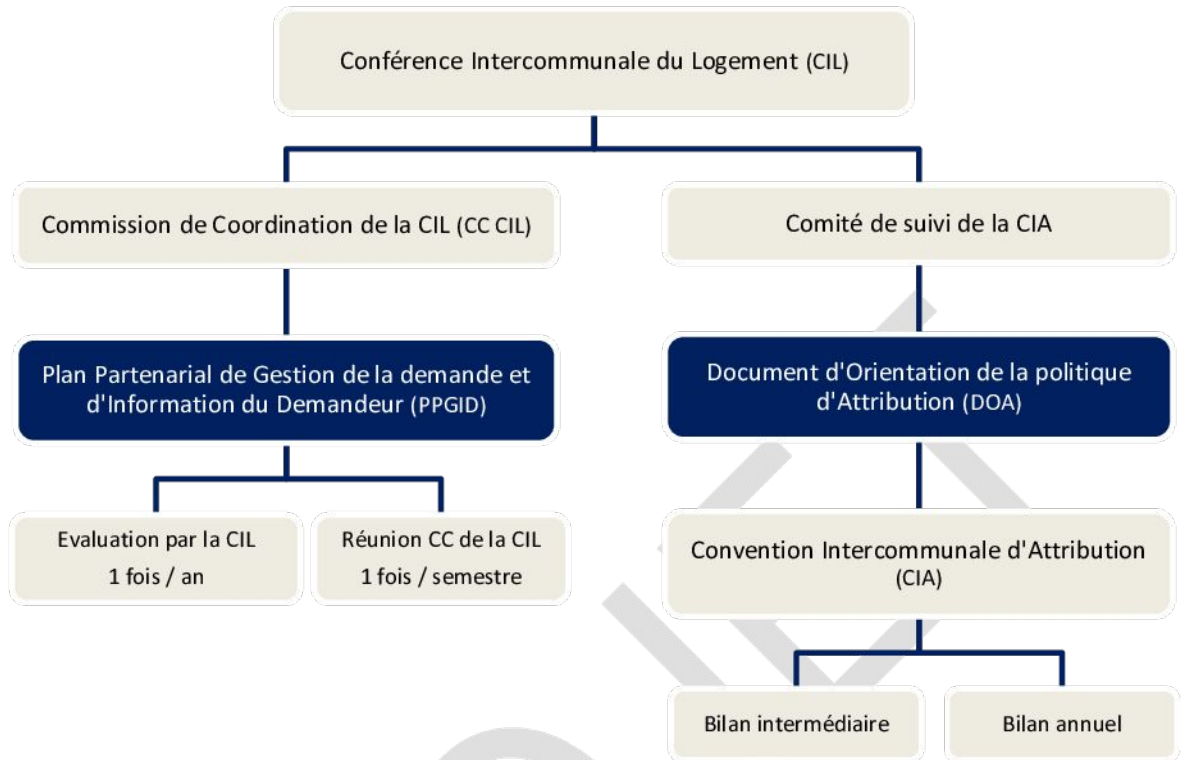 Conférence Intercommunale du Logement (CIL)
Commission de Coordination de la CIL (CC CIL)
Comité de suivi de la CIA
Plan Partenarial de Gestion de la demande et
d'Information du Demandeur (PPGID)
Document d'Orientation de la politique
d'Attribution (DOA)
Evaluation par la CIL
1 fois / an
Réunion CC de la CIL
1 fois / semestre
Convention Intercommunale d'Attribution
(CIA)
Bilan intermédiaire
Bilan annuel